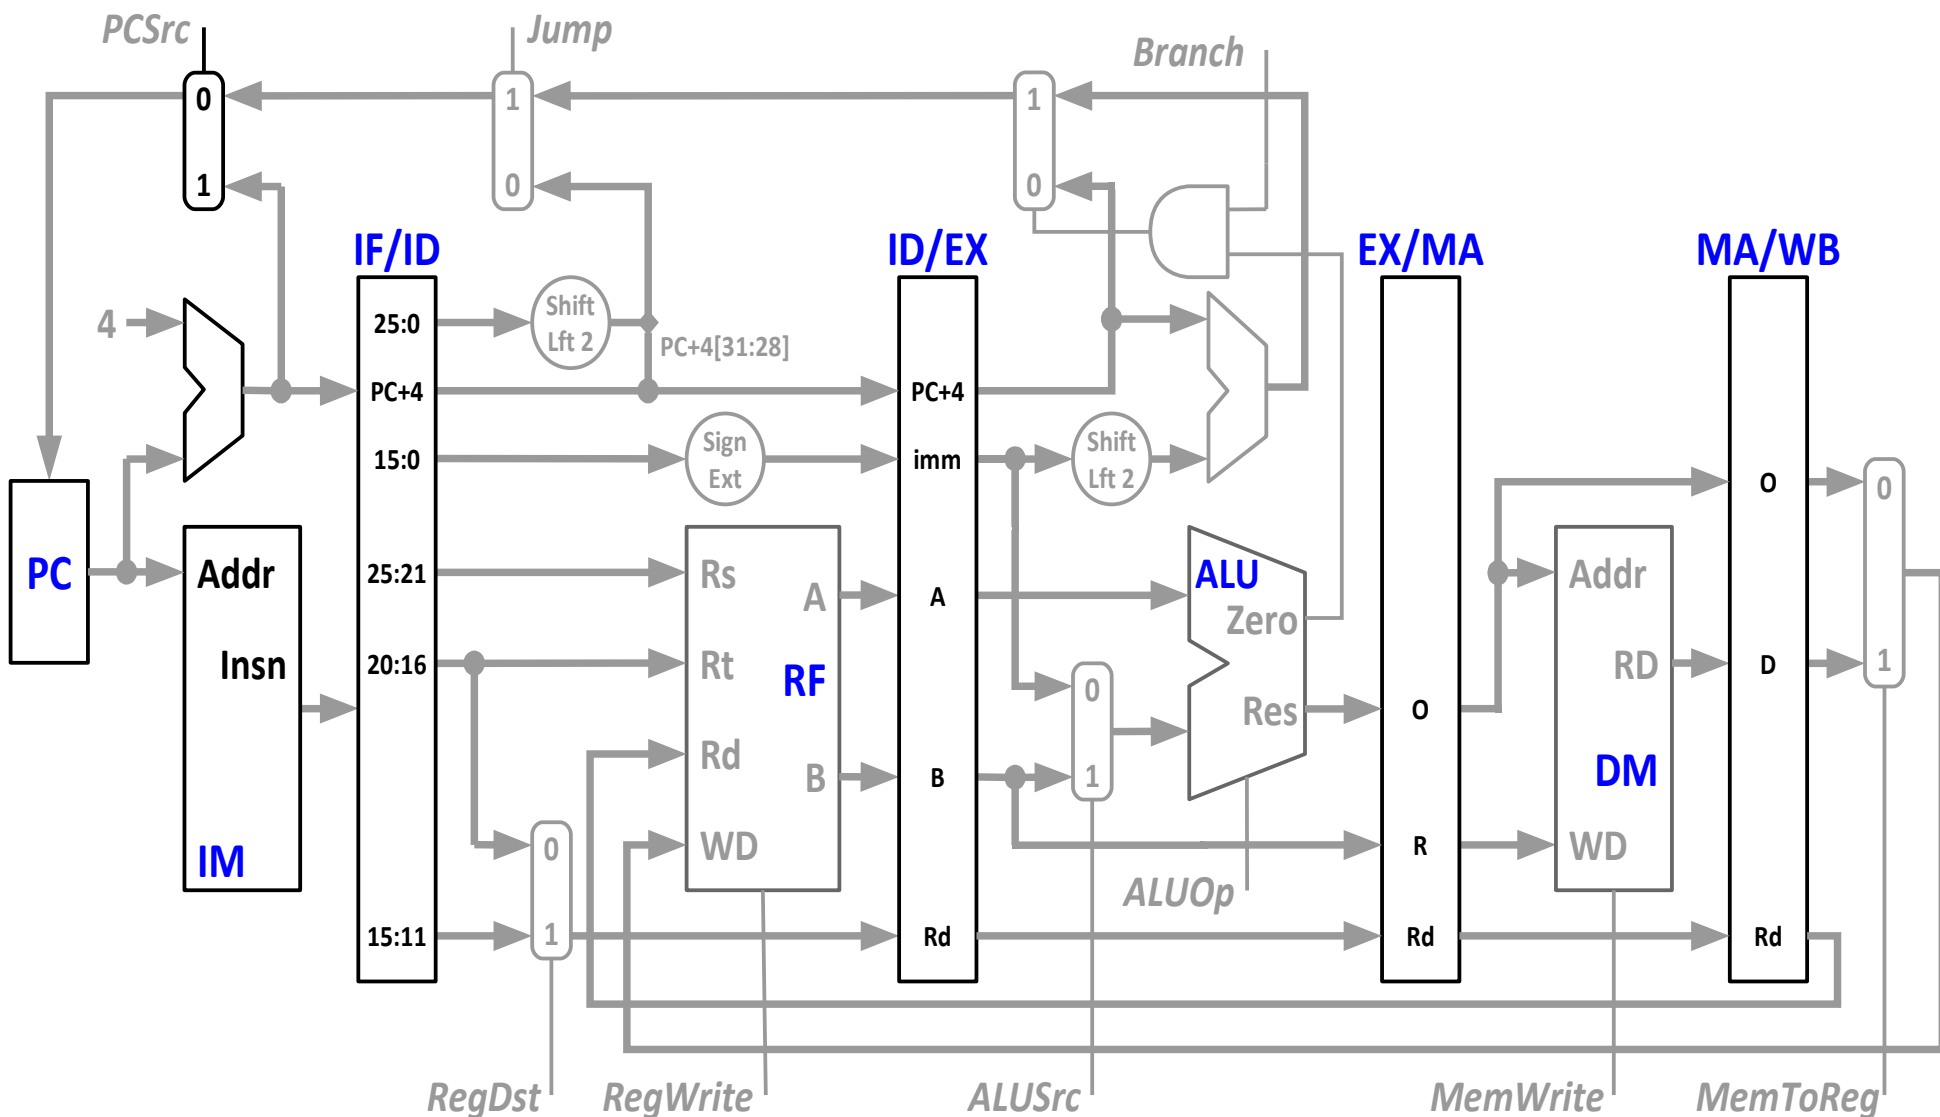 PCSrc
Jump
Branch
0
1
1
0
1
0
IF/ID
ID/EX
EX/MA
MA/WB
4
25:0
Shift
Lft 2
PC+4[31:28]
PC+4
PC+4
15:0
Sign
Ext
imm
Shift
Lft 2
O
0
PC
Addr
Insn
IM
25:21
20:16
15:11
Rs
A
Rt
RF
Rd
B
WD
0
1
A
B
Rd
ALU
Zero
Res
0
1
ALUOp
O
R
Rd
Addr
RD
DM
WD
D
Rd
1
RegDst
RegWrite
ALUSrc
MemWrite
MemToReg